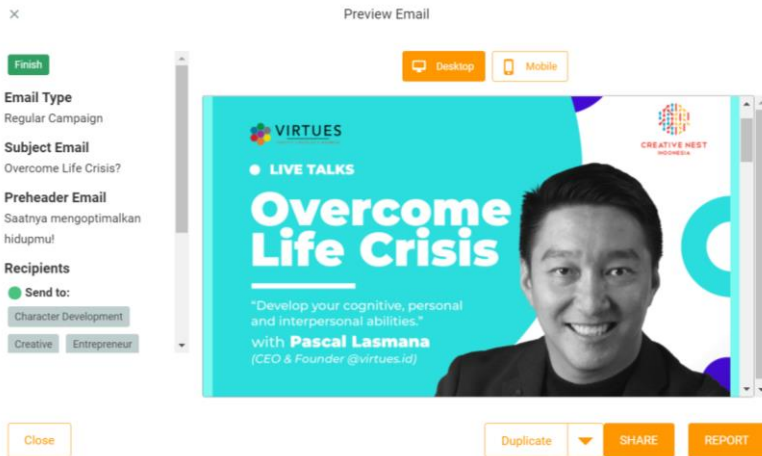 Preview Email
Finish
Email Type
Regular Campaign
Subject Email
Overcome Life Crisis?
Preheader Email
Saatnya mengoptimalkan
hidupmu!
Recipients
Send to:
Character Development
Creative
Entrepreneur
Desktop
Mobile
VIRTUES
CREATIVE NEST
INDONESIA
LIVE TALKS
Overcome
Life Crisis
"Develop your cognitive, personal
and interpersonal abilities."
with Pascal Lasmana
(CEO & Founder @virtues.id)
Close
Duplicate
SHARE
REPORT